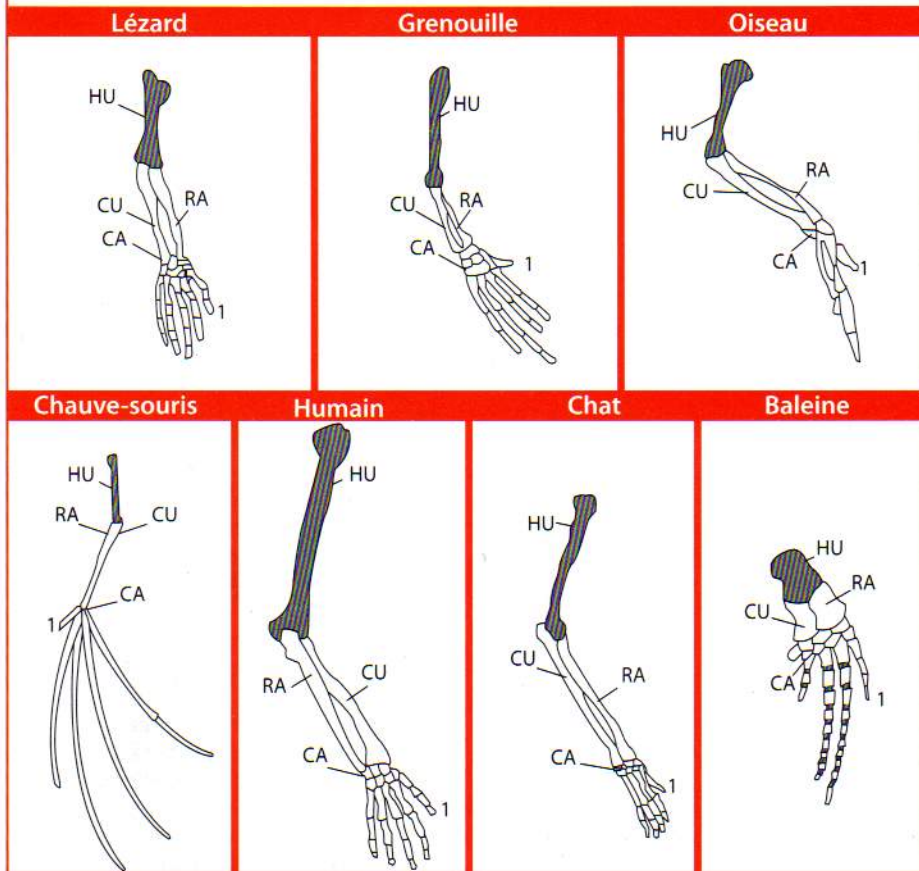 Lézard
Grenouille
Oiseau
HU
CU
RA
CA
1
HU
CU
RA
CA
1
HU
RA
CU
CA
1
Chauve-souris
Humain
Chat
Baleine
HU
RA
CU
CA
1
HU
RA
CU
CA
1
HU
CU
RA
CA
1
HU
RA
CU
CA
1